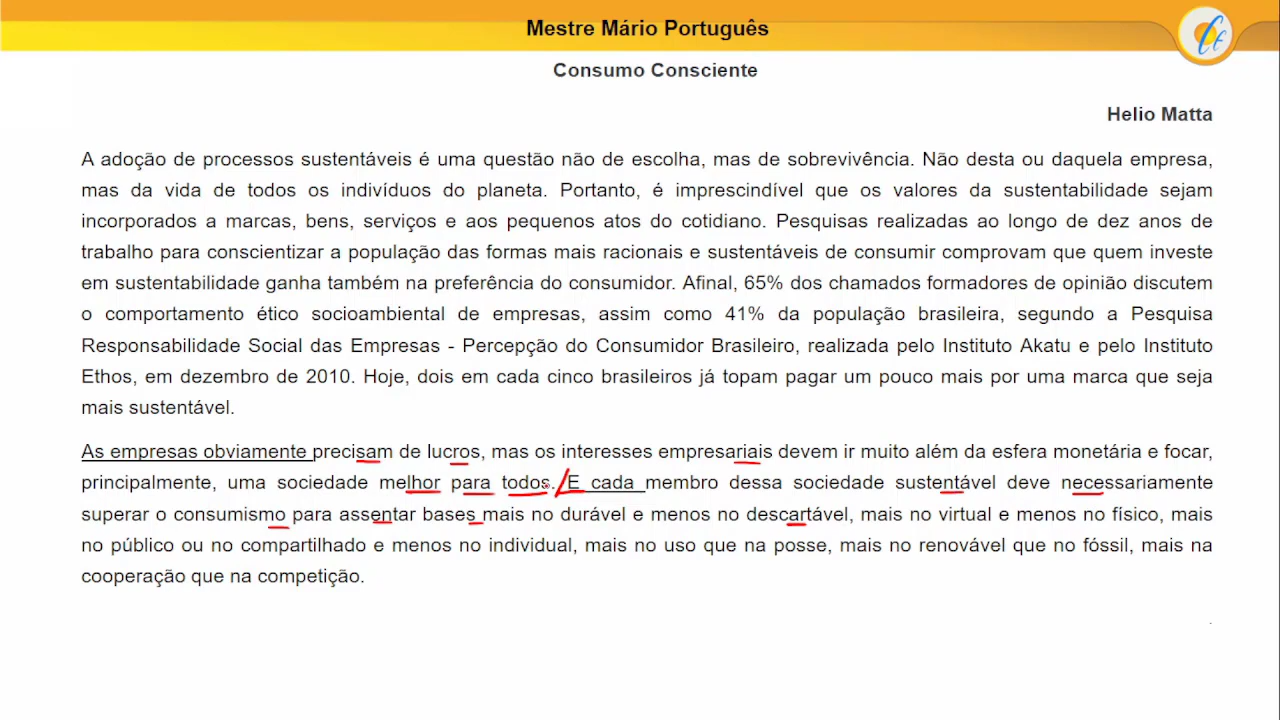 Mestre Mário Português
Consumo Consciente
Helio Matta
A adoção de processos sustentáveis é uma questão não de escolha, mas de sobrevivência. Não desta ou daquela empresa,
mas da vida de todos os indivíduos do planeta. Portanto, é imprescindível que os valores da sustentabilidade sejam
incorporados a marcas, bens, serviços e aos pequenos atos do cotidiano. Pesquisas realizadas ao longo de dez anos de
trabalho para conscientizar a população das formas mais racionais e sustentáveis de consumir comprovam que quem investe
em sustentabilidade ganha também na preferência do consumidor. Afinal, 65% dos chamados formadores de opinião discutem
o comportamento ético socioambiental de empresas, assim como 41% da população brasileira, segundo a Pesquisa
Responsabilidade Social das Empresas - Percepção do Consumidor Brasileiro, realizada pelo Instituto Akatu e pelo Instituto
Ethos, em dezembro de 2010. Hoje, dois em cada cinco brasileiros já topam pagar um pouco mais por uma marca que seja
mais sustentável.
As empresas obviamente precisam de lucros, mas os interesses empresariais devem ir muito além da esfera monetária e focar,
principalmente, uma sociedade melhor para todos. E cada membro dessa sociedade sustentável deve necessariamente
superar o consumismo para assentar bases mais no durável e menos no descartável, mais no virtual e menos no físico, mais
no público ou no compartilhado e menos no individual, mais no uso que na posse, mais no renovável que no fóssil, mais na
cooperação que na competição.